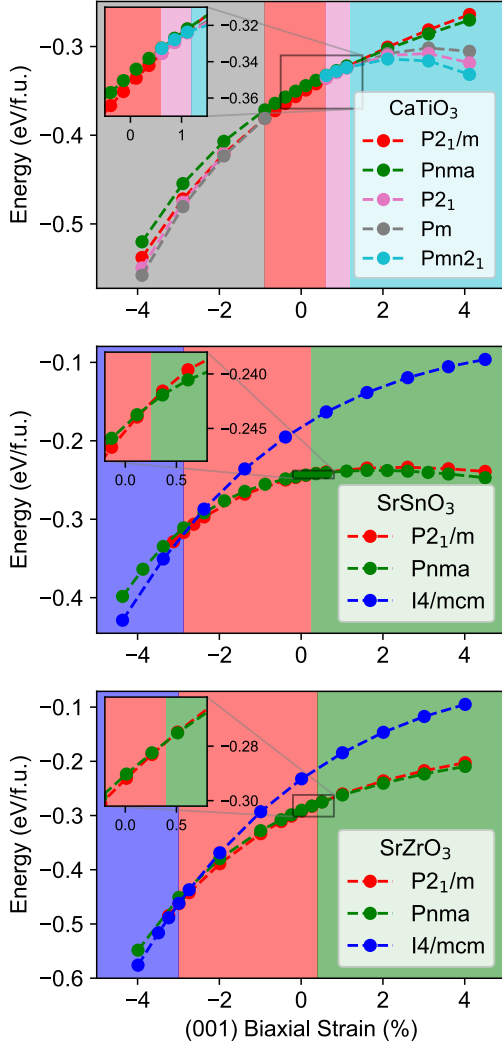 −0.3
−0.4
−0.5
Energy (eV/f.u.)
−0.32
−0.34
−0.36
0
1
CaTiO3
P21/m
Pnma
P21
Pm
Pmn21
−4
−2
0
2
4
−0.1
−0.2
−0.3
−0.4
Energy (eV/f.u.)
−0.240
−0.245
0.0
0.5
SrSnO3
P21/m
Pnma
I4/mcm
−4
−2
0
2
4
−0.1
−0.2
−0.3
−0.4
−0.5
−0.6
Energy (eV/f.u.)
−0.28
−0.30
0.0
0.5
SrZrO3
P21/m
Pnma
I4/mcm
−4
−2
0
2
4
(001) Biaxial Strain (%)